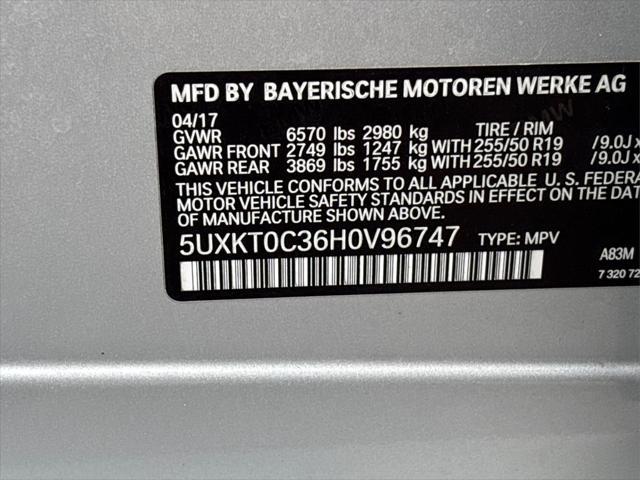 MFD BY BAYERISCHE MOTOREN WERKE AG
04/17
GVWR 6570 lbs 2980 kg TIRE / RIM
GAWR FRONT 2749 lbs 1247 kg WITH 255/50 R19 /9.0J x
GAWR REAR 3869 lbs 1755 kg WITH 255/50 R19 /9.0J x
THIS VEHICLE CONFORMS TO ALL APPLICABLE U. S. FEDERA
MOTOR VEHICLE SAFETY STANDARDS IN EFFECT ON THE DAT
OF MANUFACTURE SHOWN ABOVE.
5UXKT0C36H0V96747 TYPE: MPV
A83M
7 320 72